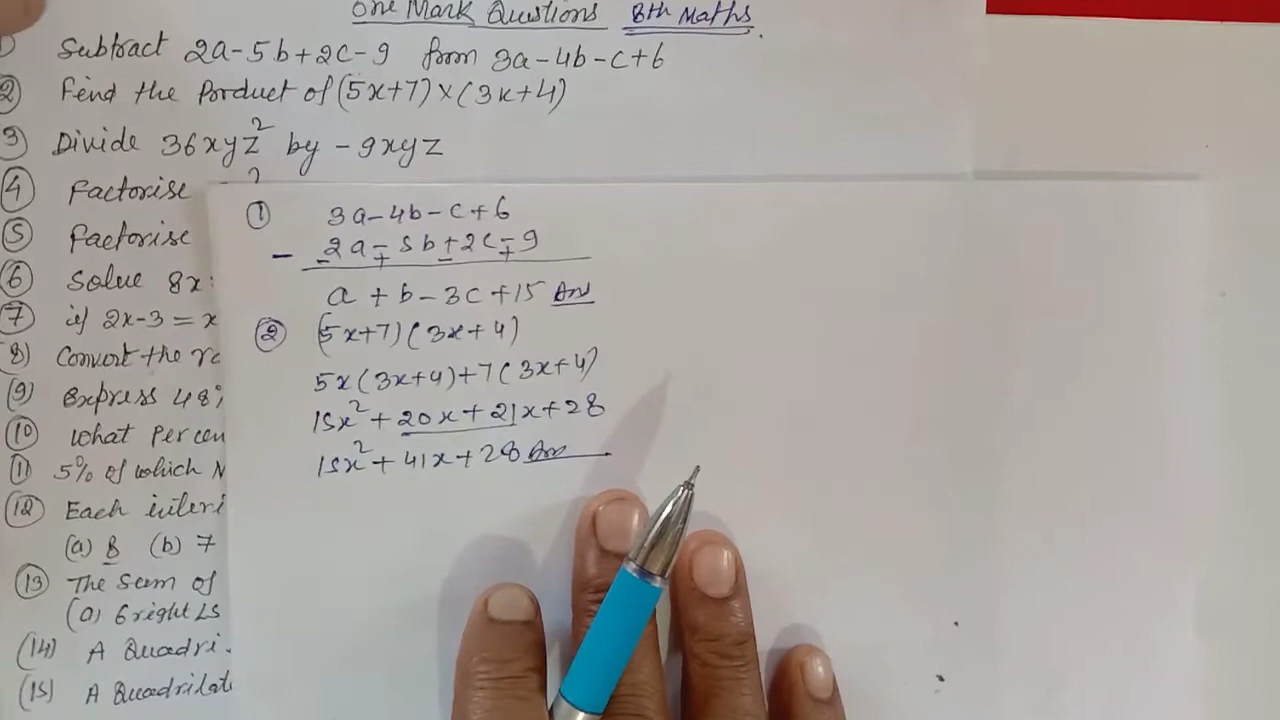 One Mark Questions 8th Maths.
Subtract 2a-5b+2c-9 from 3a-4b-c+6
2 Find the Product of (5x+7)×(3x+4)
3 Divide 36xyz² by -9xyz
4 Factorise
5 Factorise
6 Solve 8x
7 if 2x-3=x
8) Convert the ra
(9) Express 48%
10 What Percen
11 5% of which N
12 Each interi
(a) 8 (b) 7
13 The Sum of
(a) 6 right ∠s
(14) A Quadri
(15) A Quadrilate
1 3a-4b-c+6
- 2a-5b+2c-9
- + - +
a+b-3c+15 Ans
2 (5x+7)(3x+4)
5x(3x+4)+7(3x+4)
15x²+20x+21x+28
15x²+41x+28 Ans